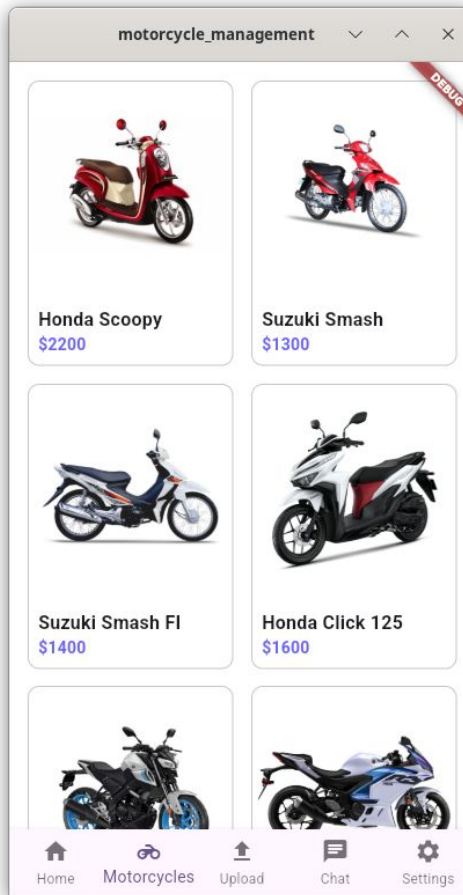 motorcycle_management
DEBUG
Honda Scoopy
$2200
Suzuki Smash
$1300
Suzuki Smash FI
$1400
Honda Click 125
$1600
Home
Motorcycles
Upload
Chat
Settings